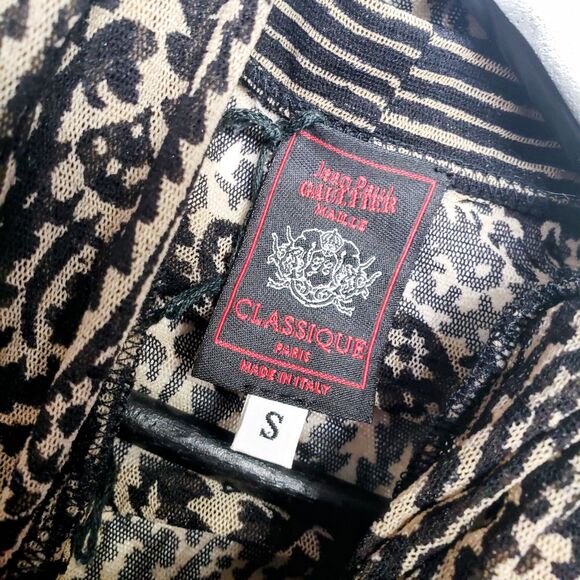 Jean Paul
GAULTIER
MAILLE
CLASSIQUE
PARIS
MADE IN ITALY
S